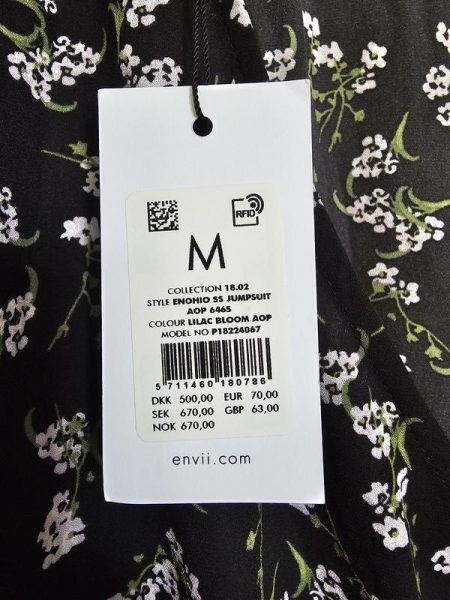 RFID
M
COLLECTION 18.02
STYLE ENOHIO SS JUMPSUIT
AOP 6465
COLOUR LILAC BLOOM AOP
MODEL NO P18224067
5 711460 180786
DKK 500,00 EUR 70,00
SEK 670,00 GBP 63,00
NOK 670,00
envii.com